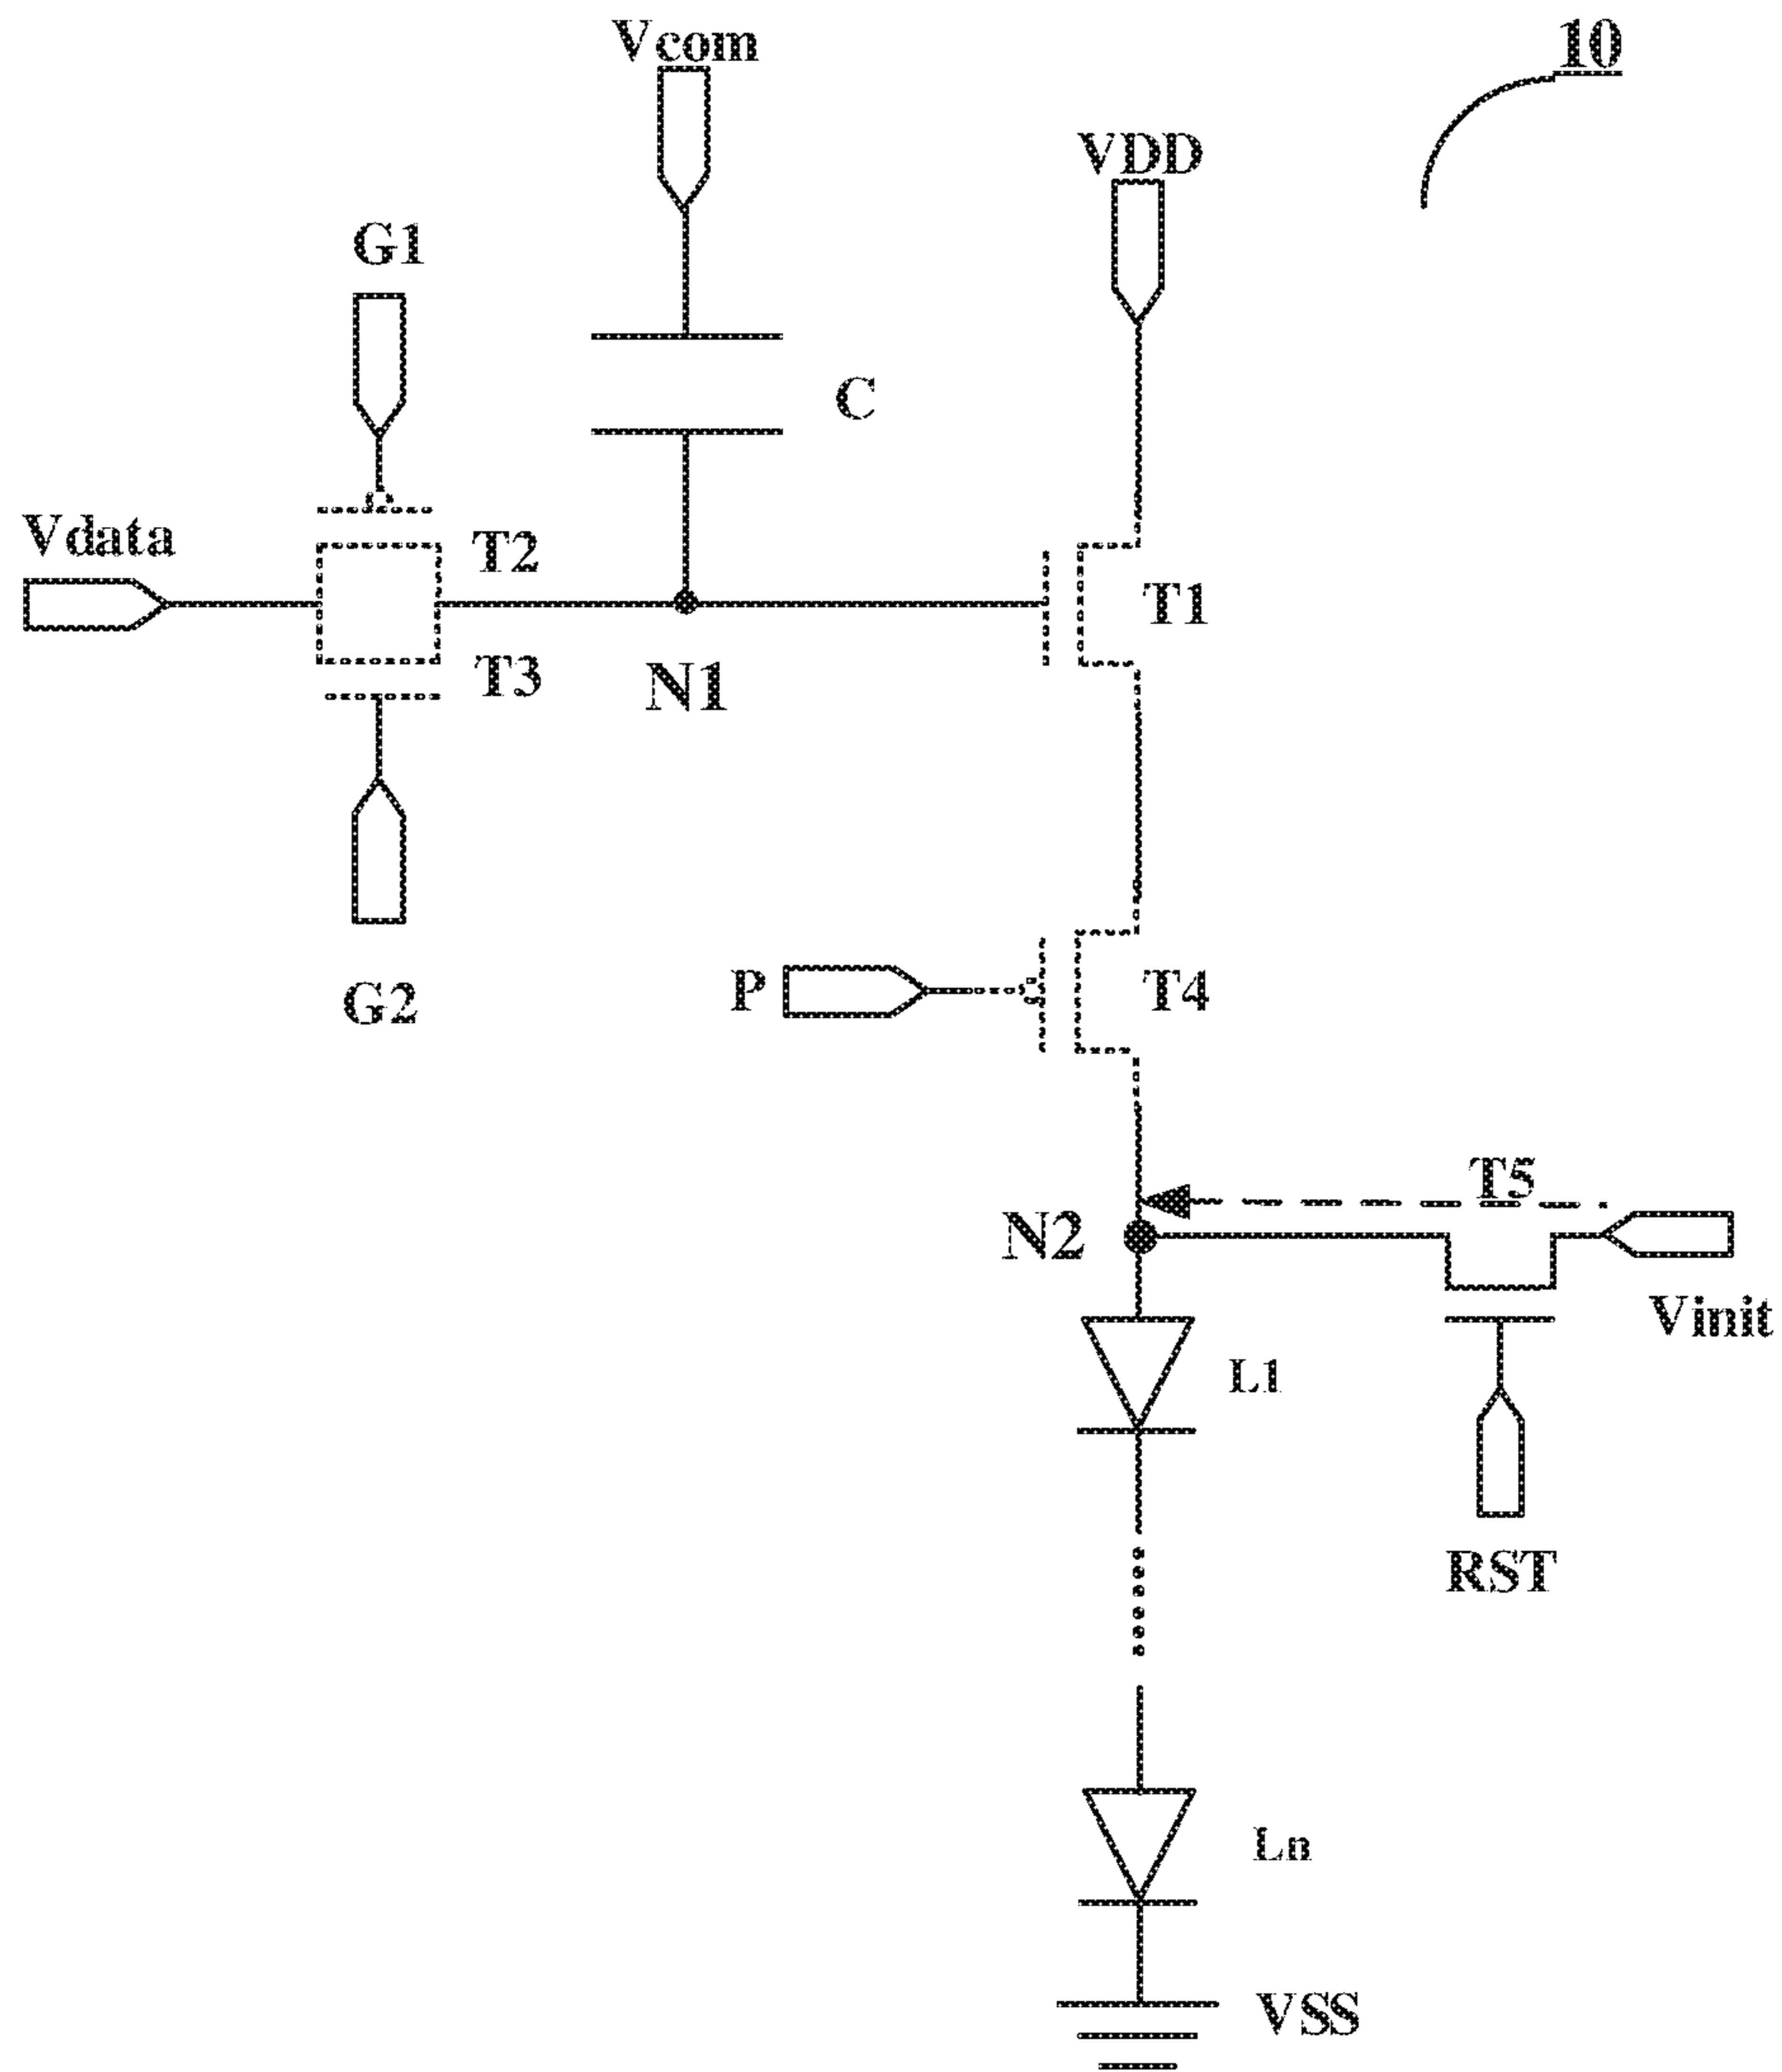 Vcom
10
VDD
G1
C
Vdata
T2
T1
T3
N1
P
T4
G2
T5
N2
Vinit
L1
RST
Ln
VSS